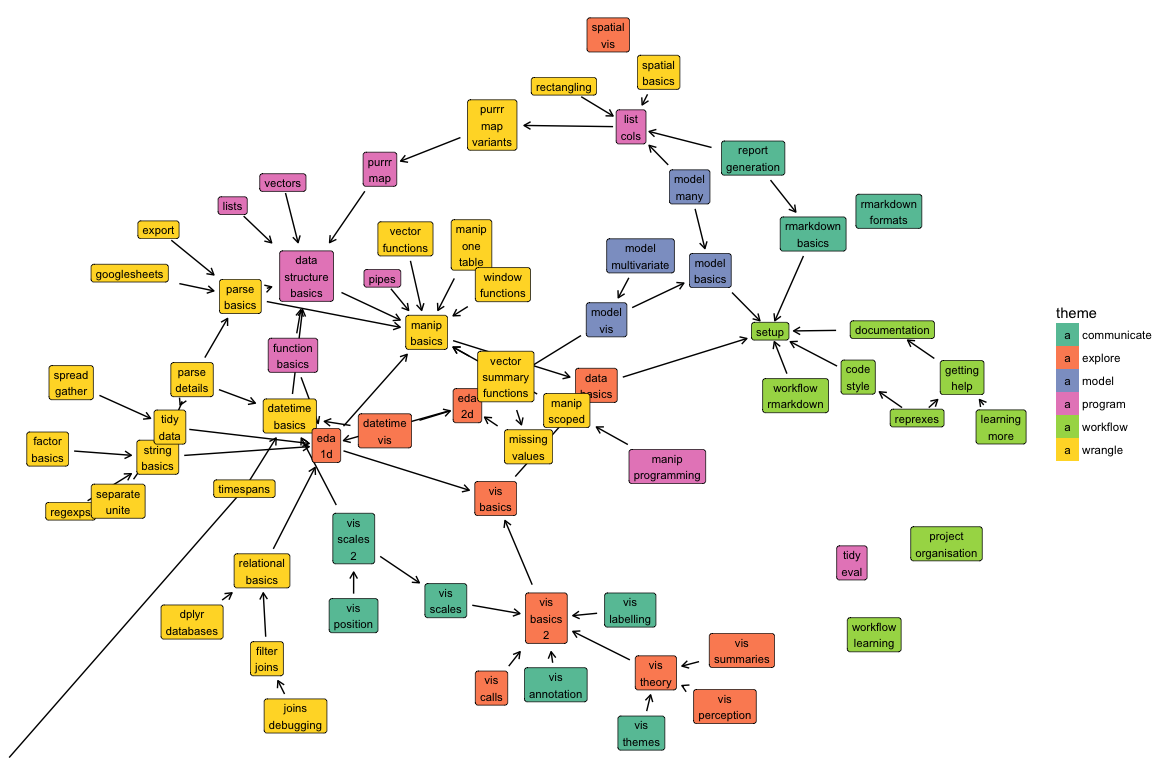 spatial
vis
spatial
basics
rectangling
purrr
map
variants
list
cols
report
generation
purrr
map
model
many
vectors
lists
rmarkdown
formats
rmarkdown
basics
export
vector
functions
manip
one
table
model
multivariate
model
basics
googlesheets
data
structure
basics
pipes
window
functions
parse
basics
manip
basics
model
vis
setup
documentation
theme
a communicate
a explore
a model
a program
a workflow
a wrangle
function
basics
vector
summary
functions
data
basics
code
style
getting
help
workflow
rmarkdown
spread
gather
parse
details
datetime
basics
eda
2d
manip
scoped
reprexes
learning
more
tidy
data
datetime
vis
eda
1d
missing
values
factor
basics
string
basics
manip
programming
timespans
vis
basics
regexps
separate
unite
vis
scales
2
project
organisation
tidy
eval
relational
basics
vis
scales
vis
position
vis
basics
2
vis
labelling
dplyr
databases
workflow
learning
filter
joins
vis
summaries
vis
theory
vis
calls
vis
annotation
joins
debugging
vis
perception
vis
themes